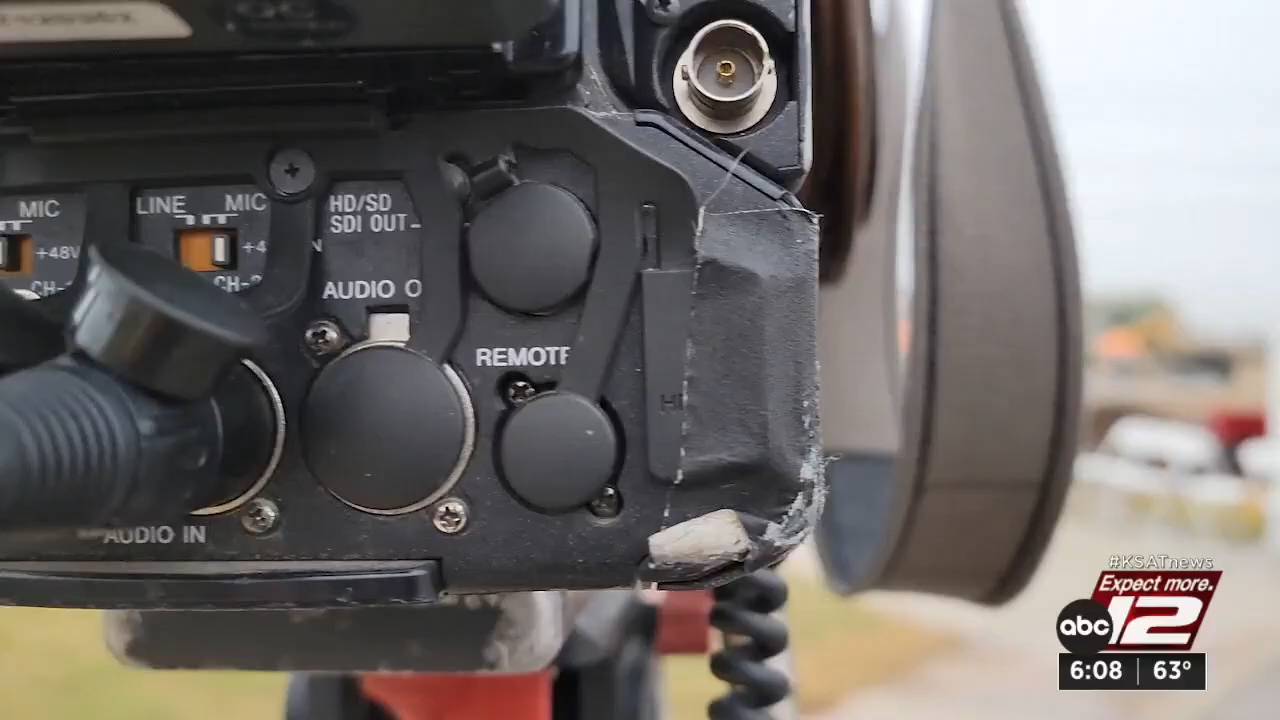 MIC
LINE MIC
+48V
+4
CH-
CH-
HD/SD
SDI OUT
AUDIO O
REMOTE
AUDIO IN
#KSATnews
Expect more.
abc 12
6:08 63°